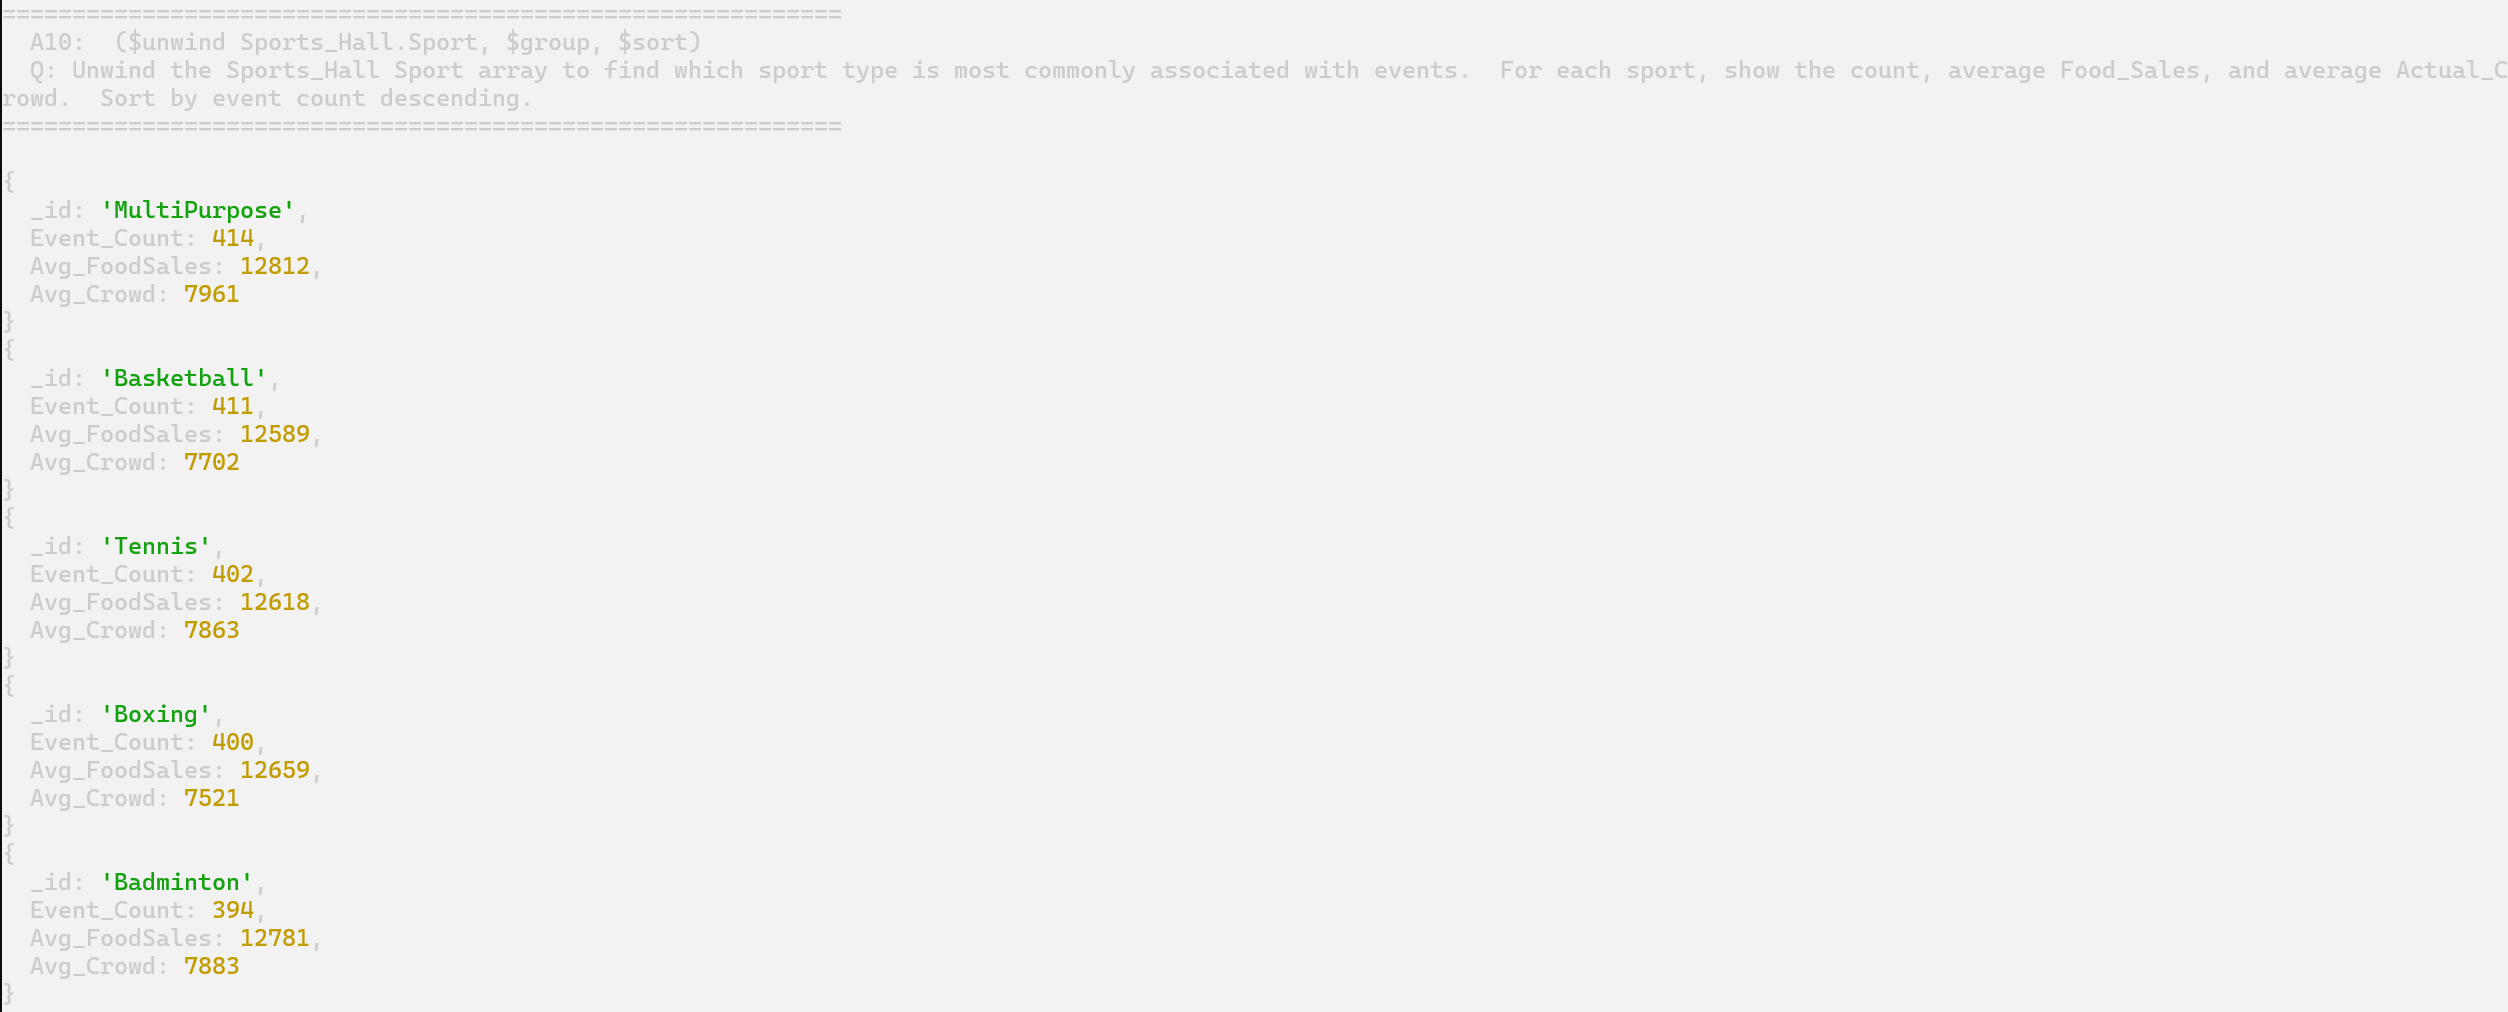 ============================================================
  A10:  ($unwind Sports_Hall.Sport, $group, $sort)
  Q: Unwind the Sports_Hall Sport array to find which sport type is most commonly associated with events.  For each sport, show the count, average Food_Sales, and average Actual_C
rowd.  Sort by event count descending.
============================================================

{
  _id: 'MultiPurpose',
  Event_Count: 414,
  Avg_FoodSales: 12812,
  Avg_Crowd: 7961
}
{
  _id: 'Basketball',
  Event_Count: 411,
  Avg_FoodSales: 12589,
  Avg_Crowd: 7702
}
{
  _id: 'Tennis',
  Event_Count: 402,
  Avg_FoodSales: 12618,
  Avg_Crowd: 7863
}
{
  _id: 'Boxing',
  Event_Count: 400,
  Avg_FoodSales: 12659,
  Avg_Crowd: 7521
}
{
  _id: 'Badminton',
  Event_Count: 394,
  Avg_FoodSales: 12781,
  Avg_Crowd: 7883
}